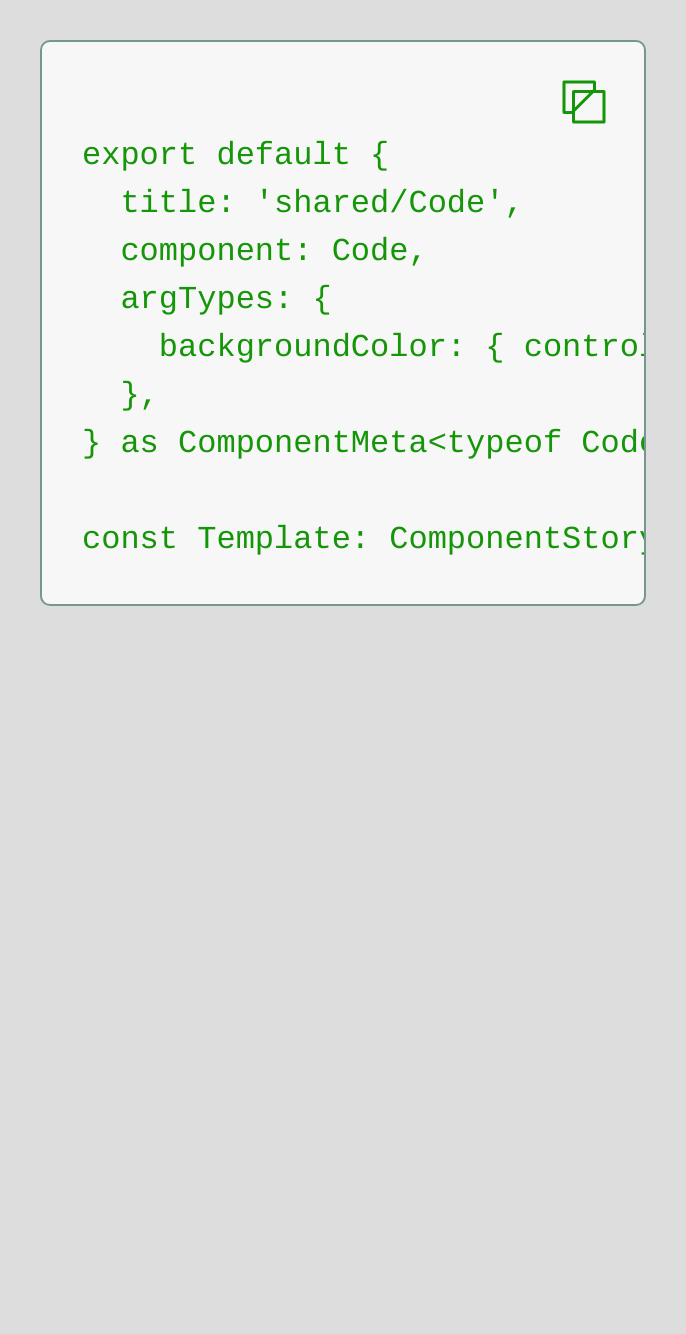 export default {
  title: 'shared/Code',
  component: Code,
  argTypes: {
    backgroundColor: { control
  },
} as ComponentMeta<typeof Code
const Template: ComponentStory